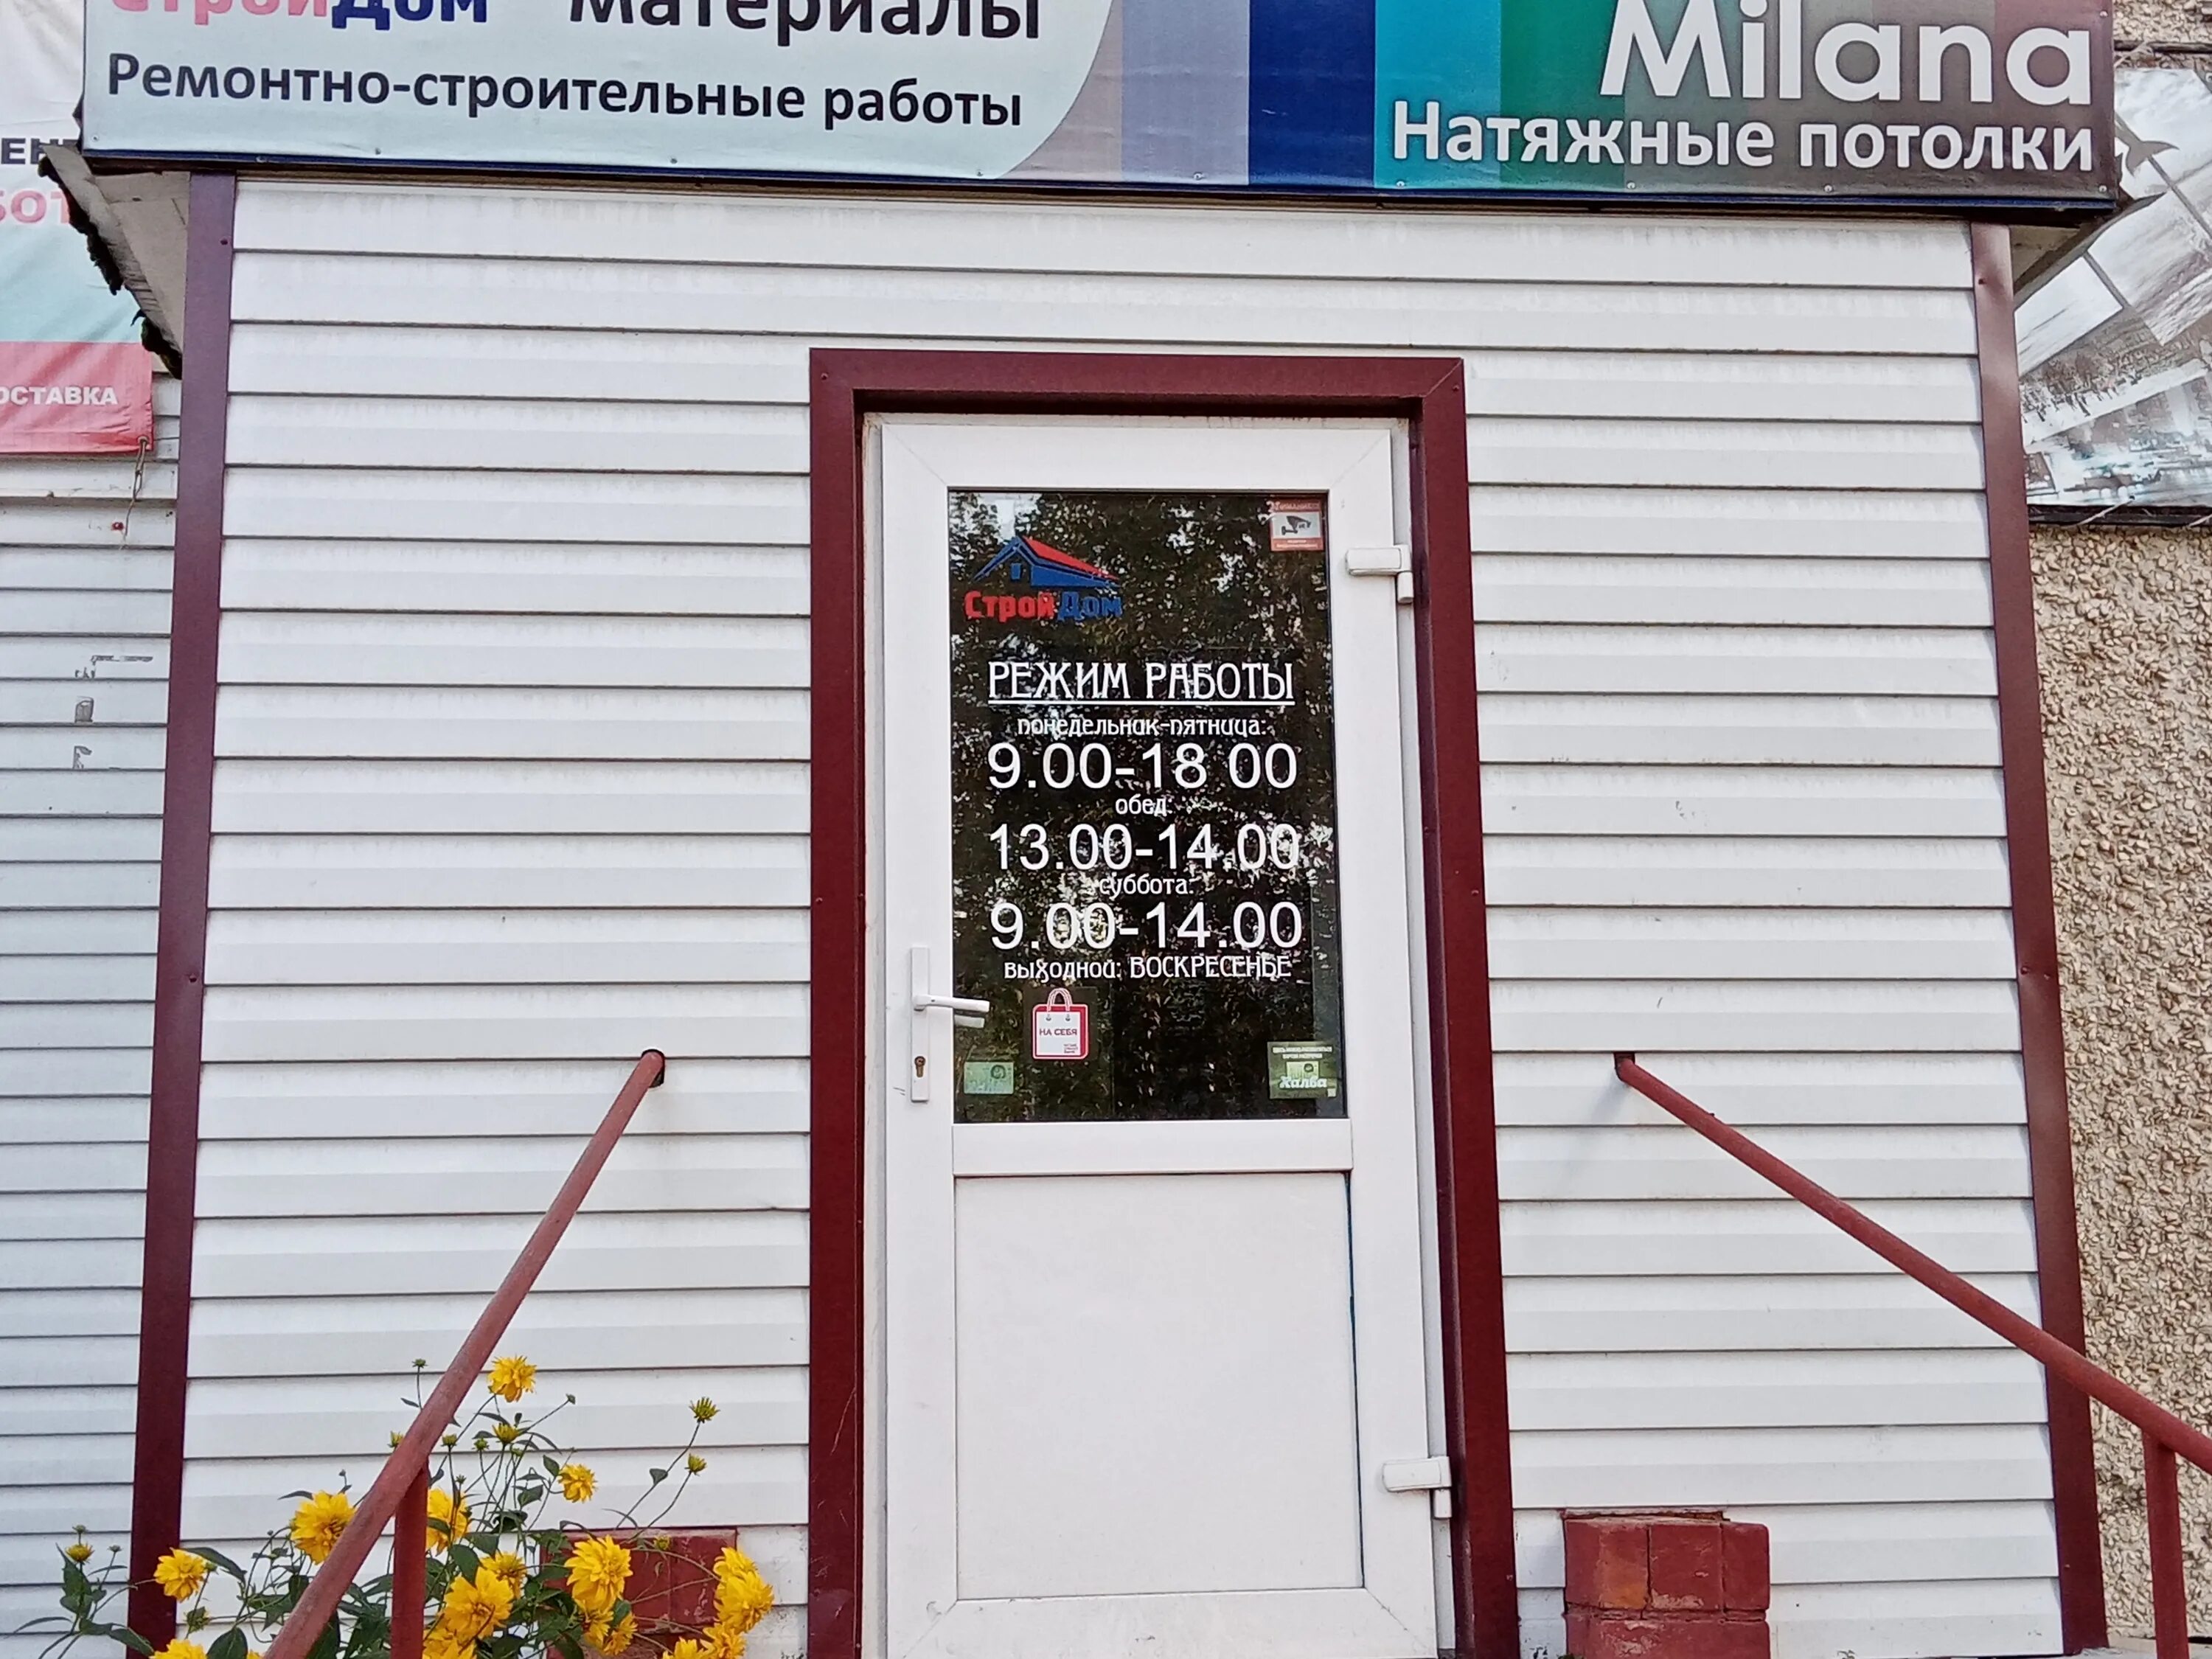 СтройДом Материалы
Ремонтно-строительные работы
Milana
Натяжные потолки
ОСТАВКА
СтройДом
РЕЖИМ РАБОТЫ
понедельник-пятница:
9.00-18 00
обед:
13.00-14.00
суббота:
9.00-14.00
выходной: ВОСКРЕСЕНЬЕ
НА СЕБЯ
Халва